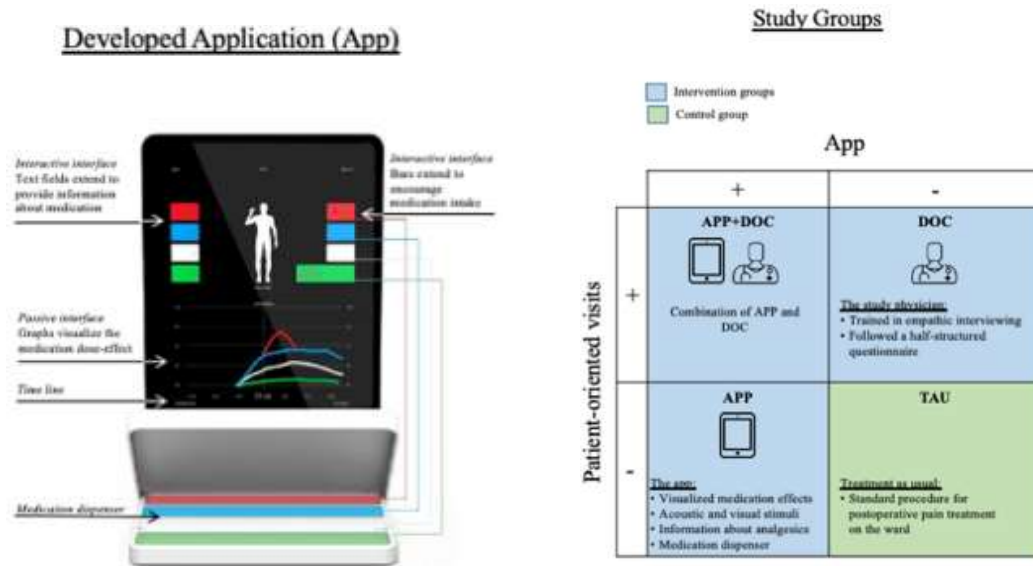 Developed Application (App)
Interactive interface
Text fields extend to
provide information
about medication
Interactive interface
Bars extend to
encourage
medication intake
Passive interface
Graphs visualize the
medication dose-effect
Time line
Medication dispenser
Study Groups
Intervention groups
Control group
App
+
-
Patient-oriented visits
+
-
APP+DOC
Combination of APP and
DOC
DOC
The study physician:
• Trained in empathic interviewing
• Followed a half-structured
questionnaire
APP
The app:
• Visualized medication effects
• Acoustic and visual stimuli
• Information about analgesics
• Medication dispenser
TAU
Treatment as usual:
• Standard procedure for
postoperative pain treatment
on the ward